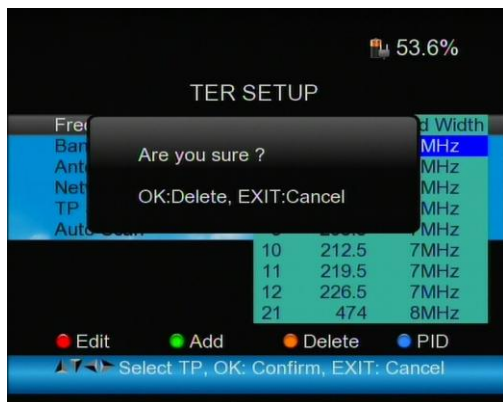 53.6%
TER SETUP
Are you sure ?
OK:Delete, EXIT:Cancel
d Width
MHz
MHz
MHz
TP MHz
10 212.5 7MHz
11 219.5 7MHz
12 226.5 7MHz
21 474 8MHz
Edit Add Delete PID
Select TP, OK: Confirm, EXIT: Cancel